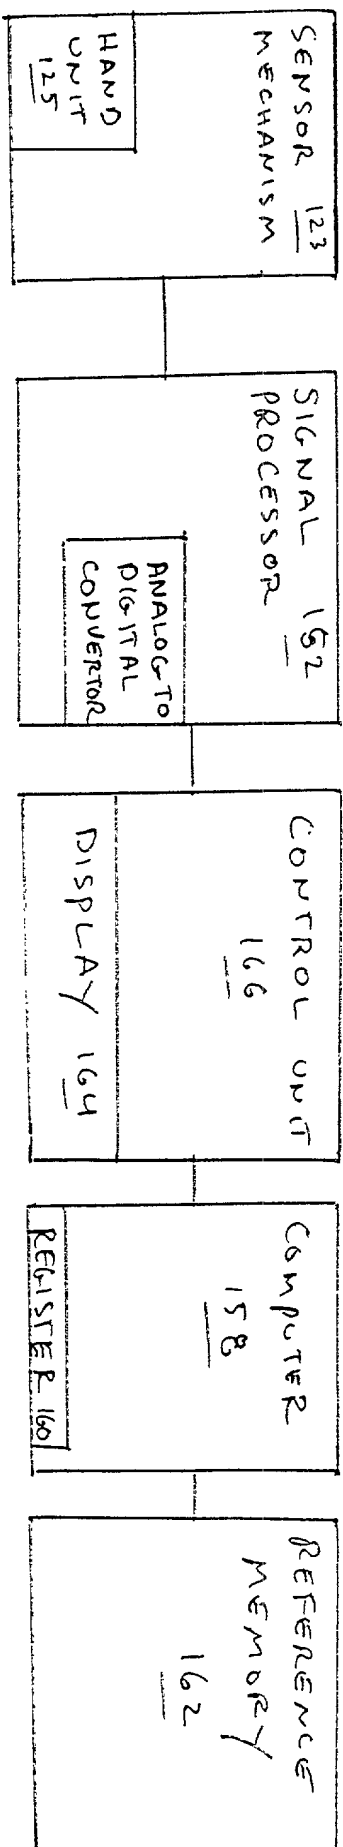 SENSOR 123
MECHANISM
HAND
UNIT
125
SIGNAL 152
PROCESSOR
ANALOG TO
DIGITAL
CONVERTOR
CONTROL UNIT
166
DISPLAY 164
COMPUTER
158
REGISTER 160
REFERENCE
MEMORY
162